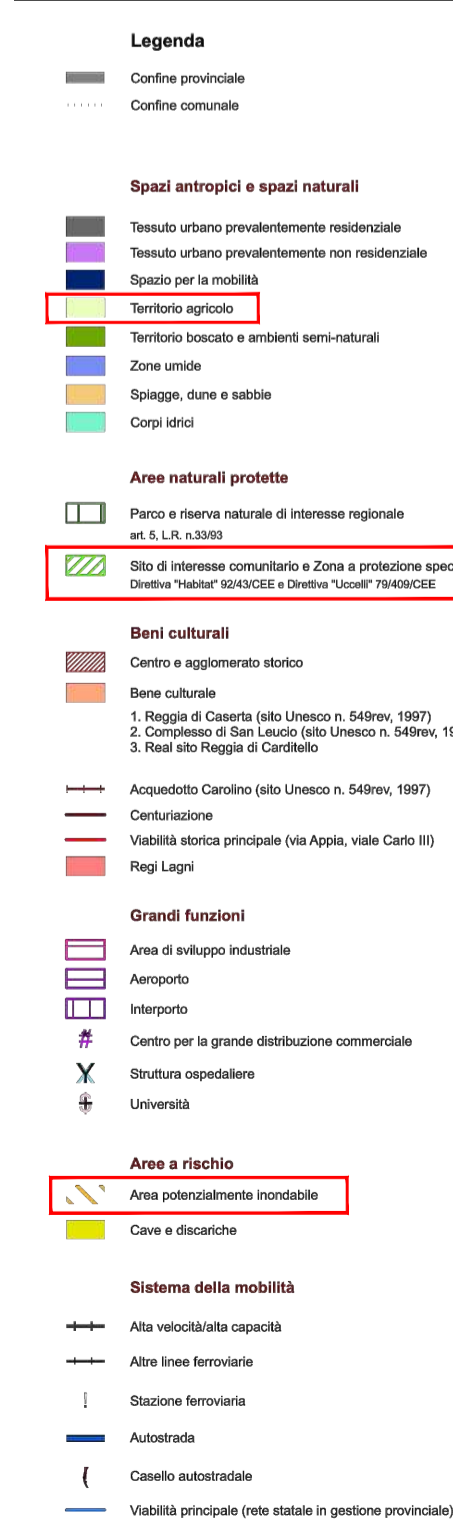 Legenda
Confine provinciale
Confine comunale
Spazi antropici e spazi naturali
Tessuto urbano prevalentemente residenziale
Tessuto urbano prevalentemente non residenziale
Spazio per la mobilità
Territorio agricolo
Territorio boscato e ambienti semi-naturali
Zone umide
Spiagge, dune e sabbie
Corpi idrici
Aree naturali protette
Parco e riserva naturale di interesse regionale
art. 5, L.R. n.33/93
Sito di interesse comunitario e Zona a protezione spec
Direttiva "Habitat" 92/43/CEE e Direttiva "Uccelli" 79/409/CEE
Beni culturali
Centro e agglomerato storico
Bene culturale
1. Reggia di Caserta (sito Unesco n. 549rev, 1997)
2. Complesso di San Leucio (sito Unesco n. 549rev, 19
3. Real sito Reggia di Carditello
Acquedotto Carolino (sito Unesco n. 549rev, 1997)
Centuriazione
Viabilità storica principale (via Appia, viale Carlo III)
Regi Lagni
Grandi funzioni
Area di sviluppo industriale
Aeroporto
Interporto
# Centro per la grande distribuzione commerciale
Struttura ospedaliere
Università
Aree a rischio
Area potenzialmente inondabile
Cave e discariche
Sistema della mobilità
Alta velocità/alta capacità
Altre linee ferroviarie
! Stazione ferroviaria
Autostrada
( Casello autostradale
Viabilità principale (rete statale in gestione provinciale)